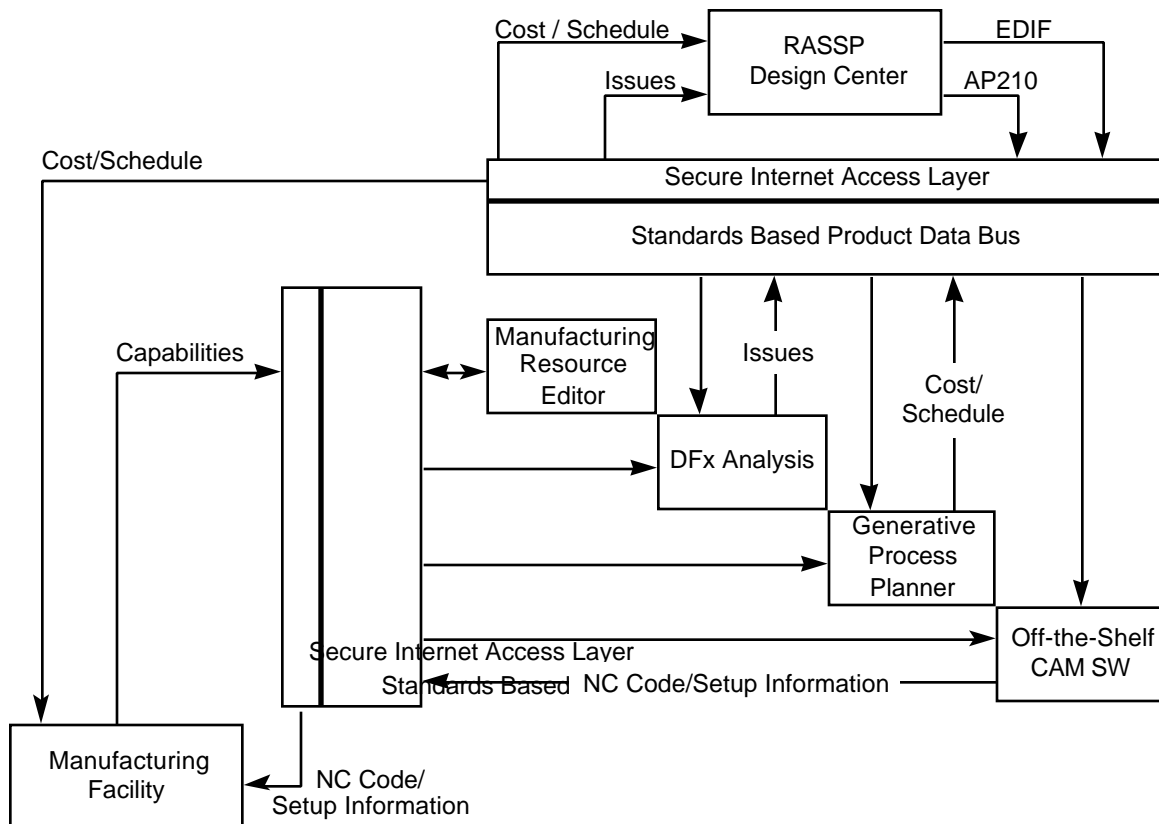 Cost / Schedule
RASSP
Design Center
EDIF
Issues
AP210
Cost/Schedule
Secure Internet Access Layer
Standards Based Product Data Bus
Capabilities
Manufacturing
Resource
Editor
Issues
Cost/
Schedule
DFx Analysis
Generative
Process
Planner
Secure Internet Access Layer
Standards Based
NC Code/Setup Information
Off-the-Shelf
CAM SW
Manufacturing
Facility
NC Code/
Setup Information